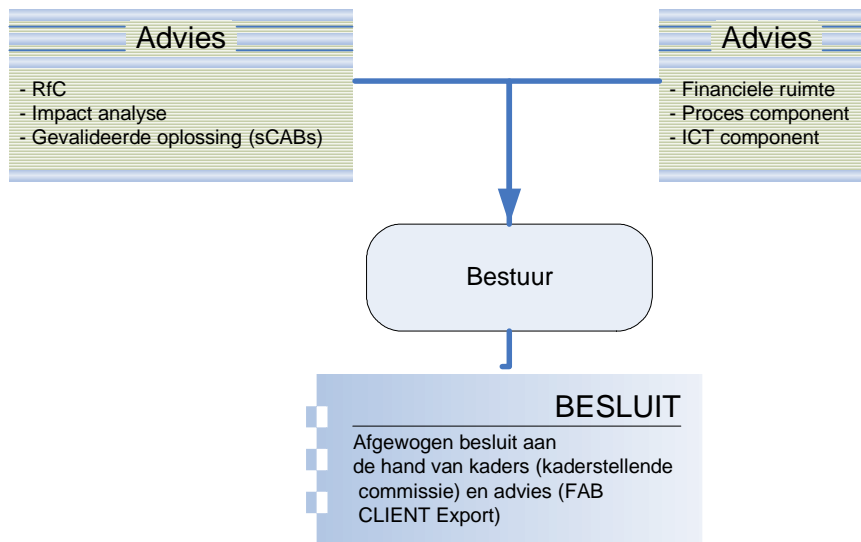 Advies
- RfC
- Impact analyse
- Gevalideerde oplossing (sCABs)
Advies
- Financiele ruimte
- Proces component
- ICT component
Bestuur
BESLUIT
Afgewogen besluit aan
de hand van kaders (kaderstellende
commissie) en advies (FAB
CLIENT Export)